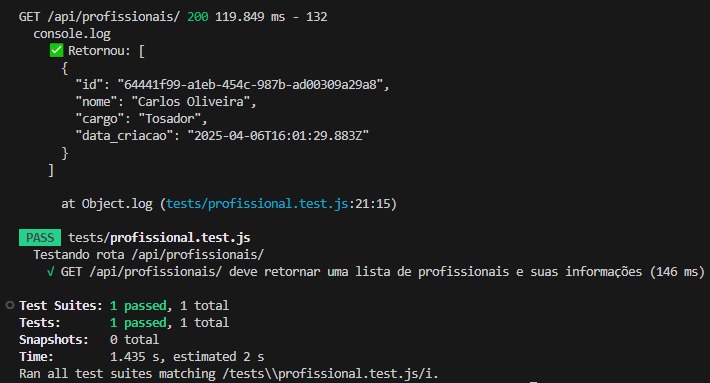 GET /api/profissionais/ 200 119.849 ms - 132
console.log
✅ Retornou: [
{
"id": "64441f99-a1eb-454c-987b-ad00309a29a8",
"nome": "Carlos Oliveira",
"cargo": "Tosador",
"data_criacao": "2025-04-06T16:01:29.883Z"
}
]
at Object.log (tests/profissional.test.js:21:15)
PASS tests/profissional.test.js
Testando rota /api/profissionais/
√ GET /api/profissionais/ deve retornar uma lista de profissionais e suas informações (146 ms)
Test Suites: 1 passed, 1 total
Tests: 1 passed, 1 total
Snapshots: 0 total
Time: 1.435 s, estimated 2 s
Ran all test suites matching /tests\\profissional.test.js/i.